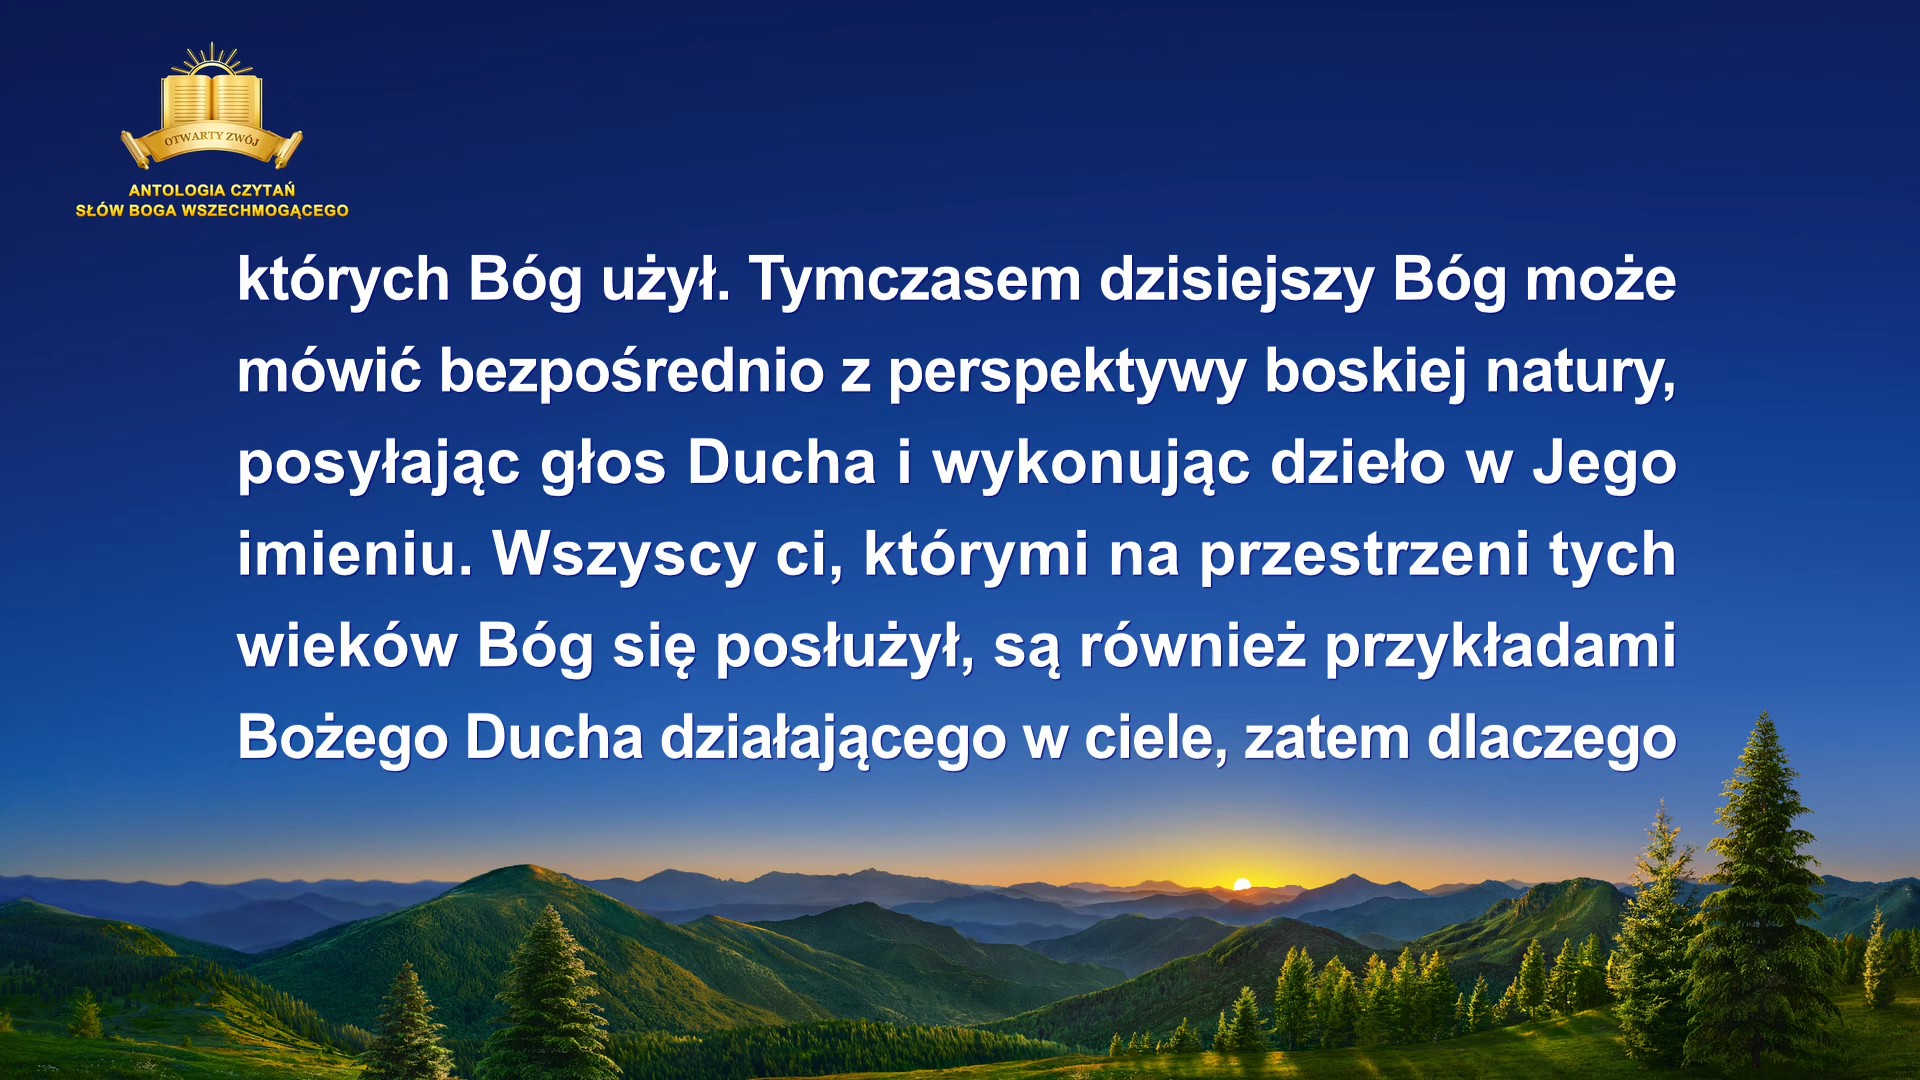 OTWARTY ZWÓJ
ANTOLOGIA CZYTAŃ
SŁÓW BOGA WSZECHMOGĄCEGO
których Bóg użył. Tymczasem dzisiejszy Bóg może
mówić bezpośrednio z perspektywy boskiej natury,
posyłając głos Ducha i wykonując dzieło w Jego
imieniu. Wszyscy ci, którymi na przestrzeni tych
wieków Bóg się posłużył, są również przykładami
Bożego Ducha działającego w ciele, zatem dlaczego